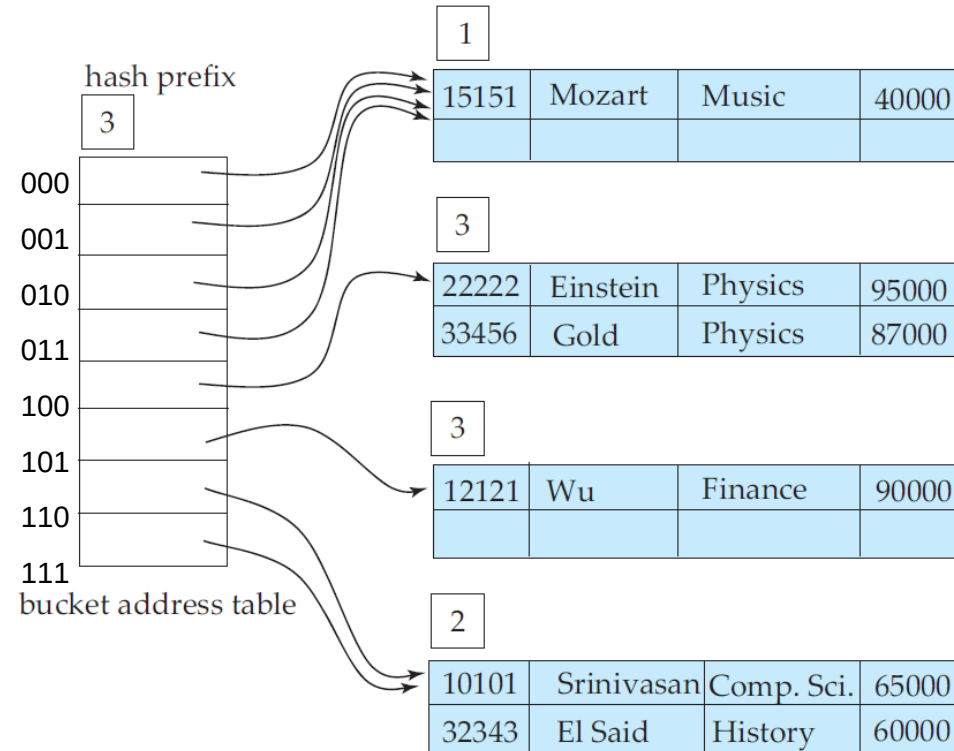 hash prefix
3
000
001
010
011
100
101
110
111
bucket address table
1
15151 Mozart Music 40000
3
22222 Einstein Physics 95000
33456 Gold Physics 87000
3
12121 Wu Finance 90000
2
10101 Srinivasan Comp. Sci. 65000
32343 El Said History 60000